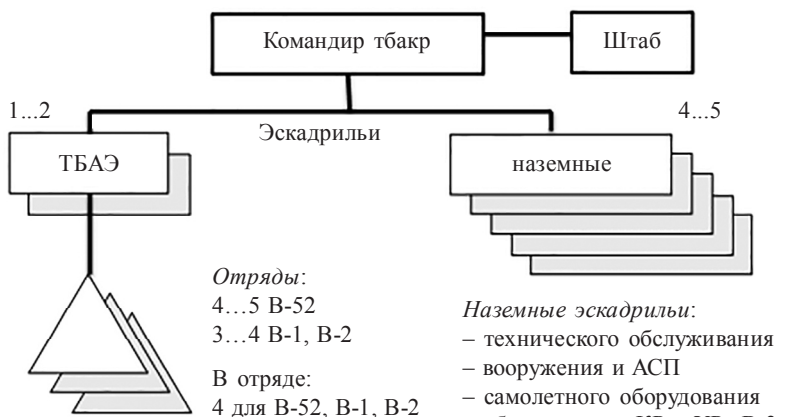 Командир тбакр
Штаб
1...2
4...5
Эскадрильи
ТБАЭ
наземные
Отряды:
4…5 В-52
3…4 В-1, В-2
В отряде:
4 для В-52, В-1, В-2
Наземные эскадрильи:
– технического обслуживания
– вооружения и АСП
– самолетного оборудования